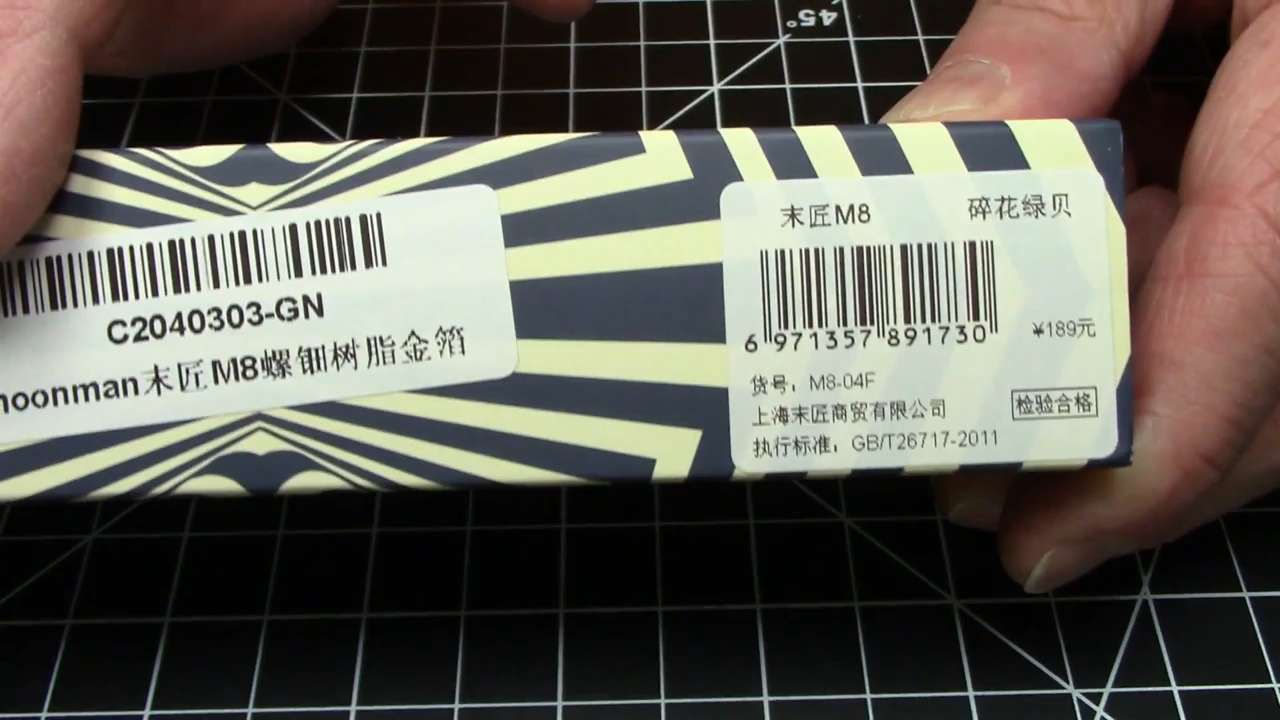 45°
C2040303-GN
moonman末匠M8螺钿树脂金箔
末匠M8 碎花绿贝
6 971357 891730
¥189元
货号：M8-04F
上海末匠商贸有限公司
检验合格
执行标准：GB/T26717-2011